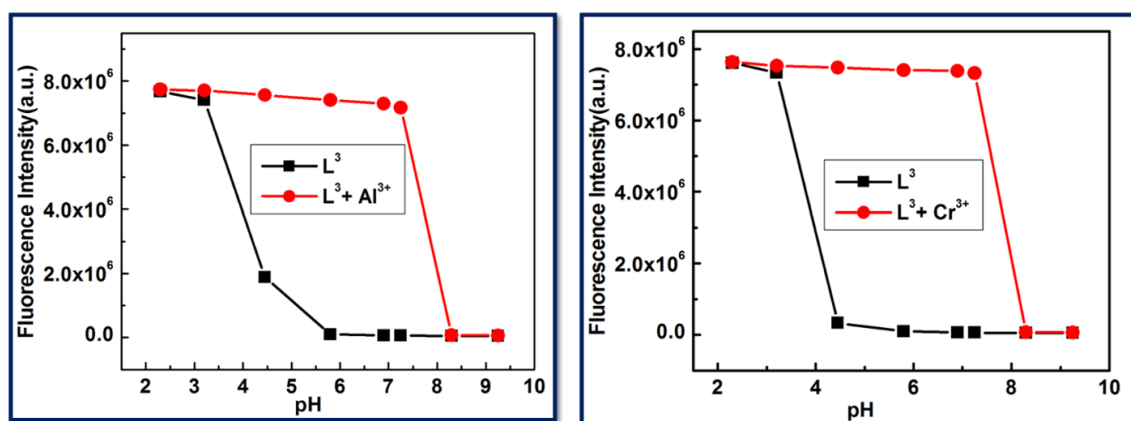 8.0x10⁶
6.0x10⁶
4.0x10⁶
2.0x10⁶
0.0
Fluorescence Intensity(a.u.)
L³
L³+ Al³⁺
2 3 4 5 6 7 8 9 10
pH
8.0x10⁶
6.0x10⁶
4.0x10⁶
2.0x10⁶
0.0
Fluorescence Intensity(a.u.)
L³
L³+ Cr³⁺
2 4 6 8 10
pH